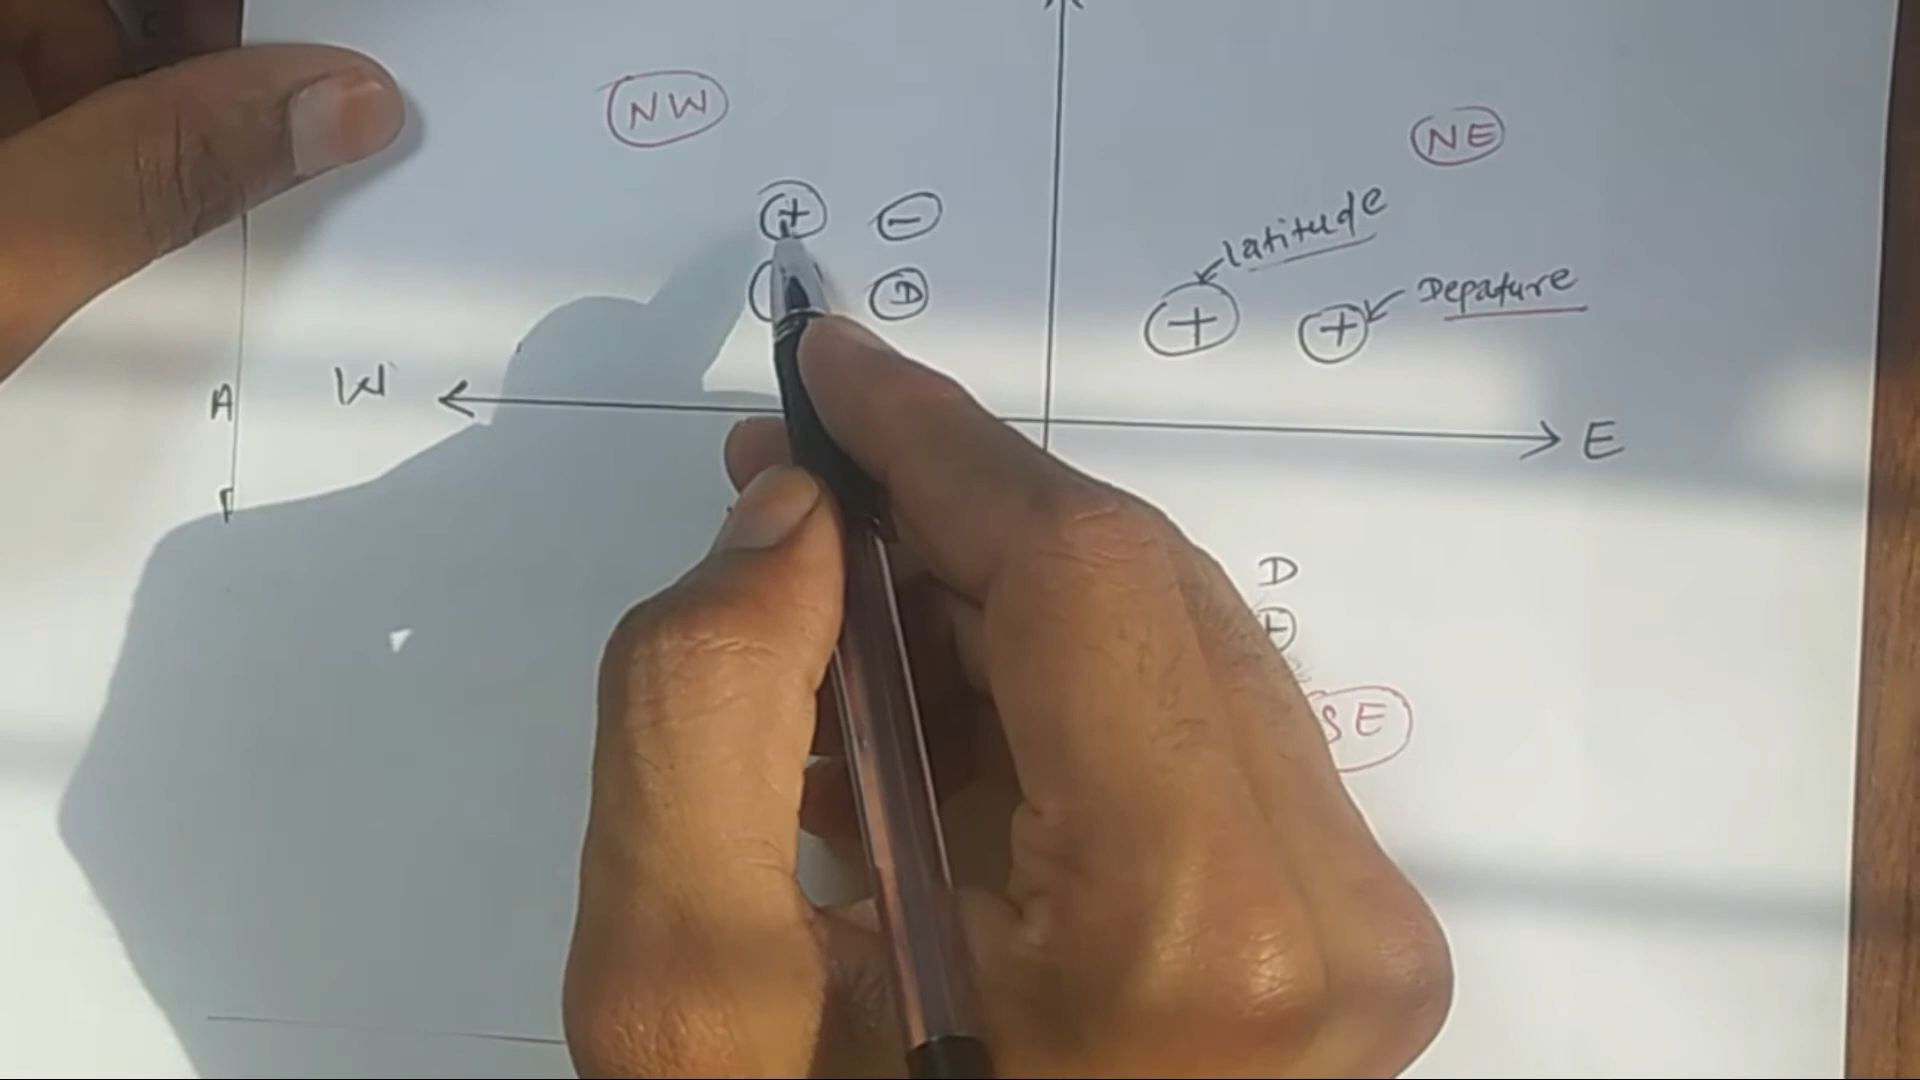 NW
NE
+ -
Latitude
D
Depature
+ +
W
A
E
D
+
SE